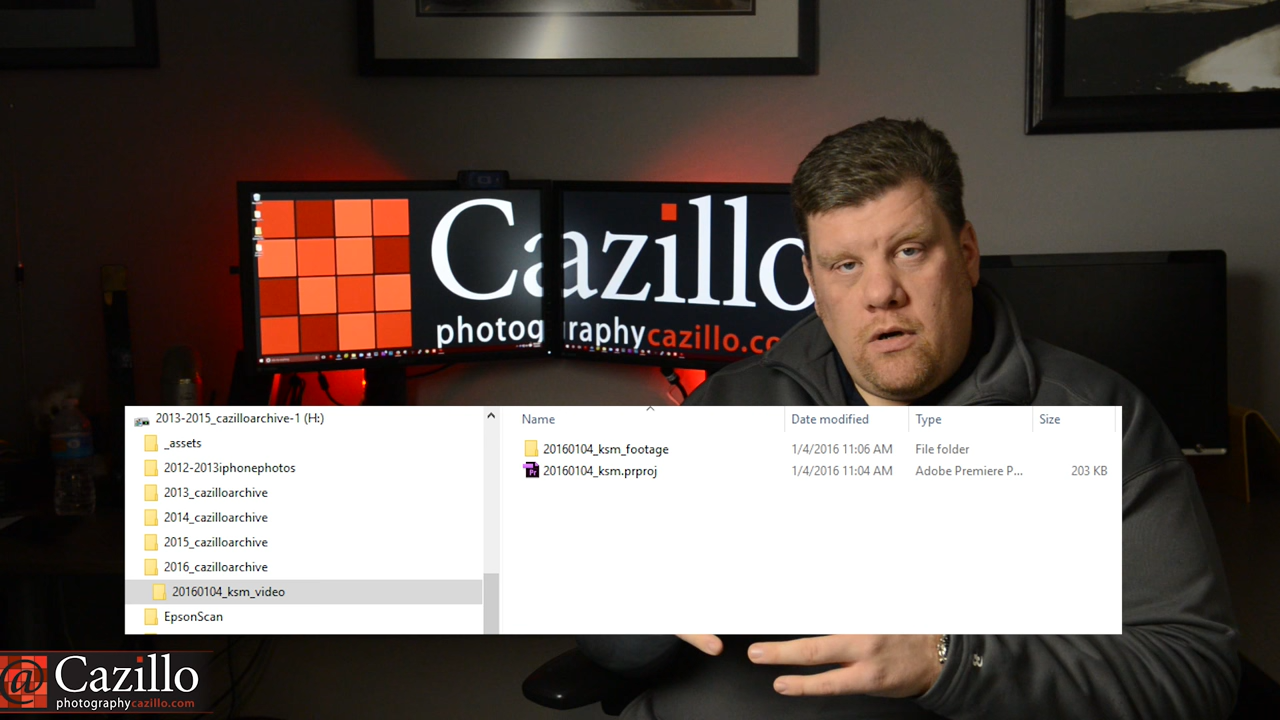 Cazillo
photog raphycazillo.co
2013-2015_cazilloarchive-1 (H:)
_assets
2012-2013iphonephotos
2013_cazilloarchive
2014_cazilloarchive
2015_cazilloarchive
2016_cazilloarchive
20160104_ksm_video
EpsonScan
Name Date modified Type Size
20160104_ksm_footage 1/4/2016 11:06 AM File folder
20160104_ksm.prproj 1/4/2016 11:04 AM Adobe Premiere P... 203 KB
@ Cazillo
photographycazillo.com